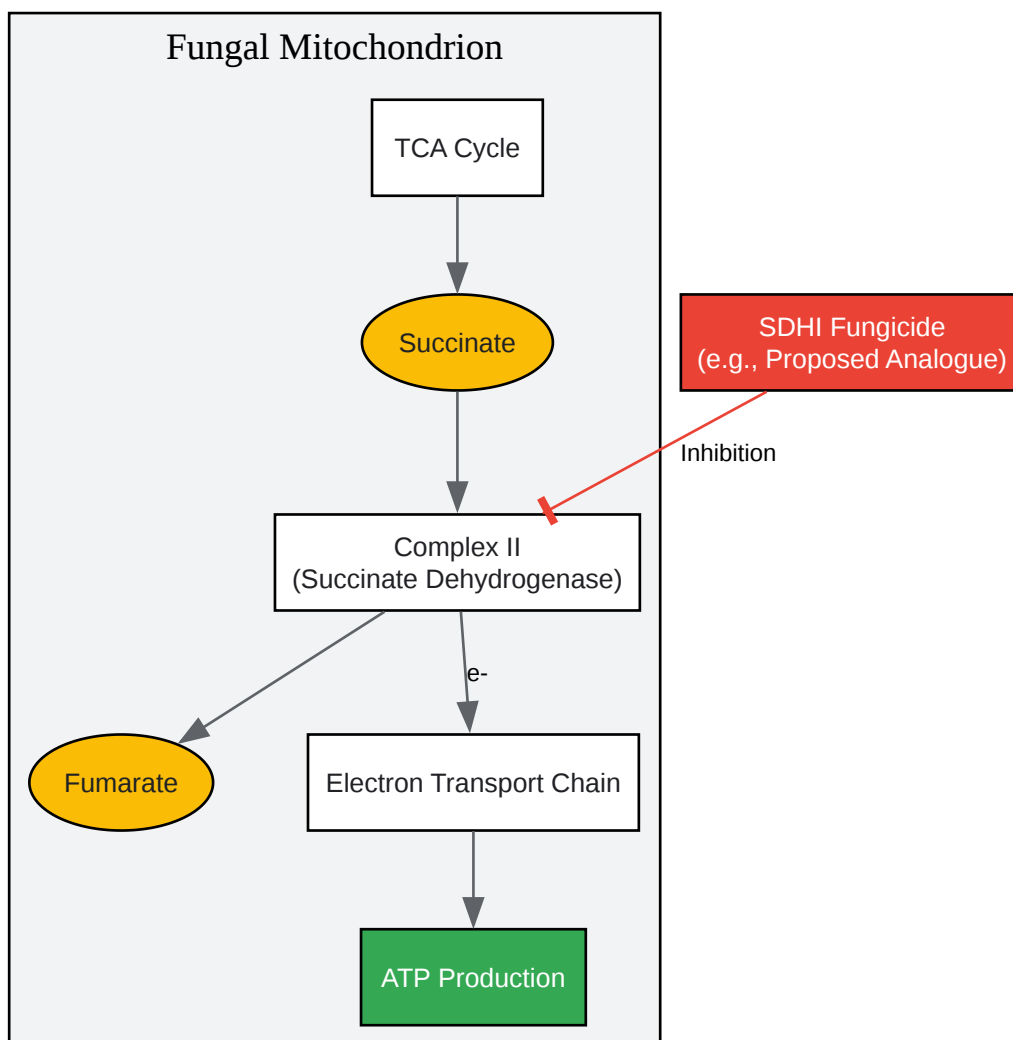 Fungal Mitochondrion
TCA Cycle
Succinate
SDHI Fungicide
(e.g., Proposed Analogue)
Inhibition
Complex II
(Succinate Dehydrogenase)
e-
Fumarate
Electron Transport Chain
ATP Production